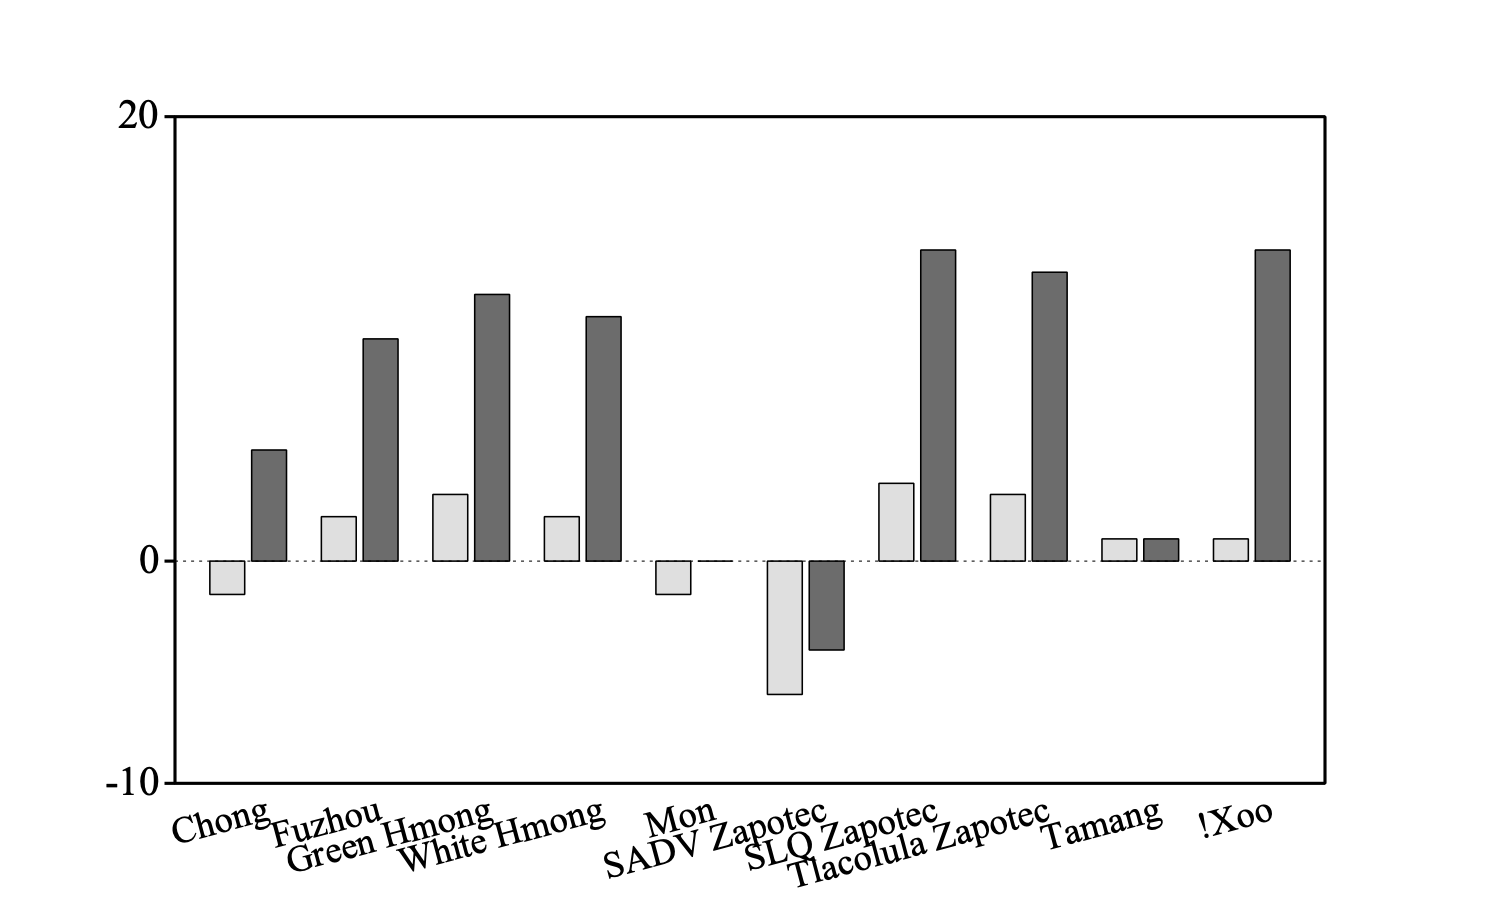 20
0
-10
Chong
Fuzhou
Green Hmong
White Hmong
Mon
SADV Zapotec
SLQ Zapotec
Tlacolula Zapotec
Tamang
!Xoo